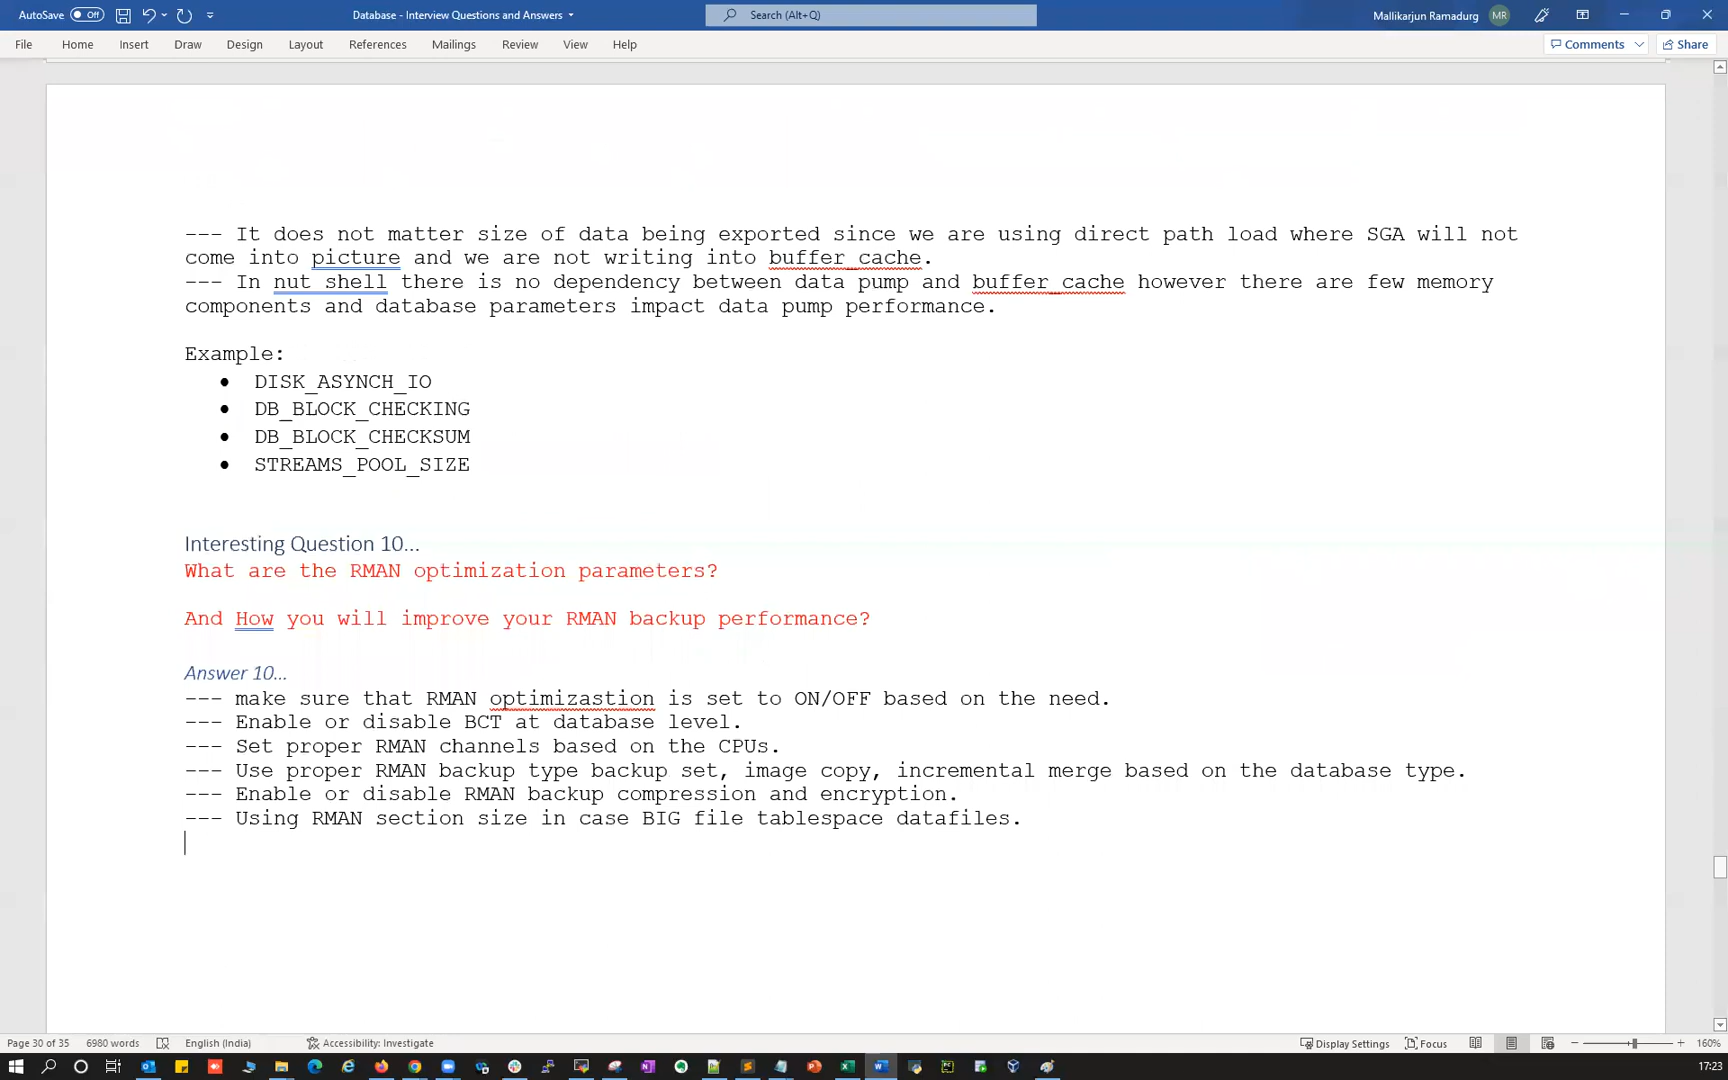 AutoSave Off Database - Interview Questions and Answers Search (Alt+Q) Mallikarjun Ramadurg MR
File Home Insert Draw Design Layout References Mailings Review View Help Comments Share
--- It does not matter size of data being exported since we are using direct path load where SGA will not
come into picture and we are not writing into buffer_cache.
--- In nut shell there is no dependency between data pump and buffer_cache however there are few memory
components and database parameters impact data pump performance.
Example:
• DISK_ASYNCH_IO
• DB_BLOCK_CHECKING
• DB_BLOCK_CHECKSUM
• STREAMS_POOL_SIZE
Interesting Question 10...
What are the RMAN optimization parameters?
And How you will improve your RMAN backup performance?
Answer 10...
--- make sure that RMAN optimizastion is set to ON/OFF based on the need.
--- Enable or disable BCT at database level.
--- Set proper RMAN channels based on the CPUs.
--- Use proper RMAN backup type backup set, image copy, incremental merge based on the database type.
--- Enable or disable RMAN backup compression and encryption.
--- Using RMAN section size in case BIG file tablespace datafiles.
Page 30 of 35 6980 words English (India) Accessibility: Investigate Display Settings Focus 160%
17:23